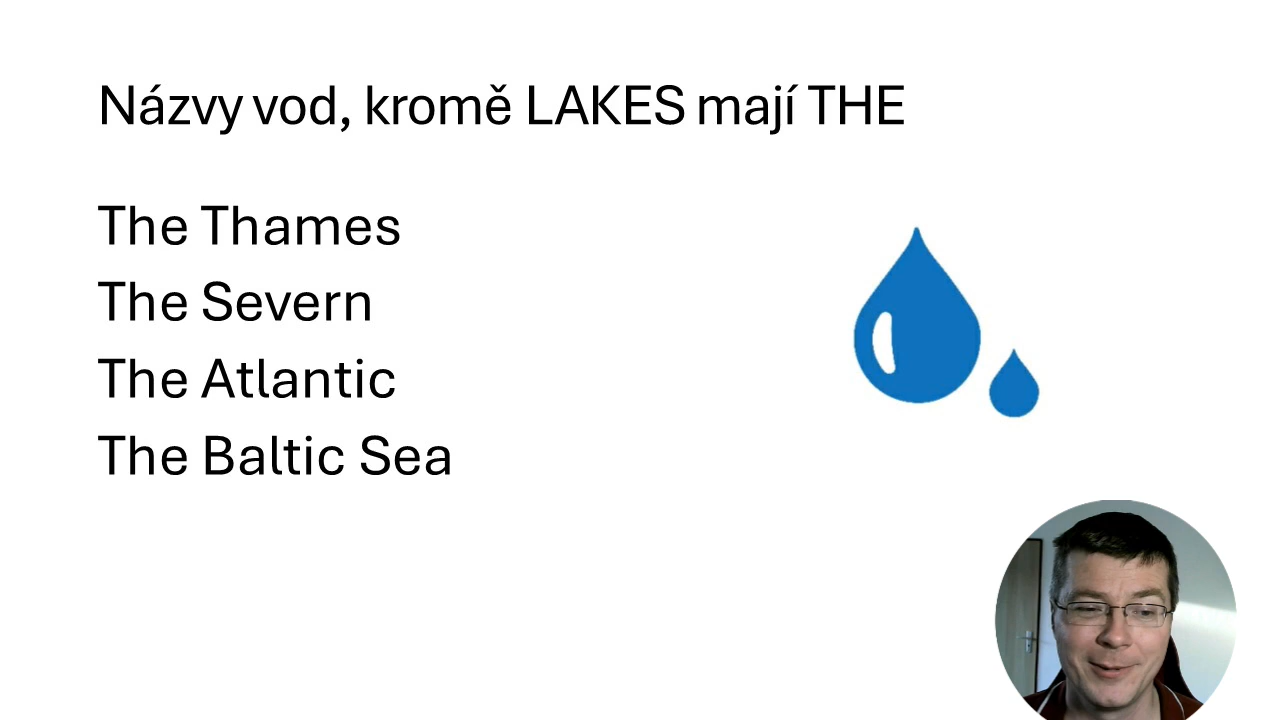 Názvy vod, kromě LAKES mají THE
The Thames
The Severn
The Atlantic
The Baltic Sea